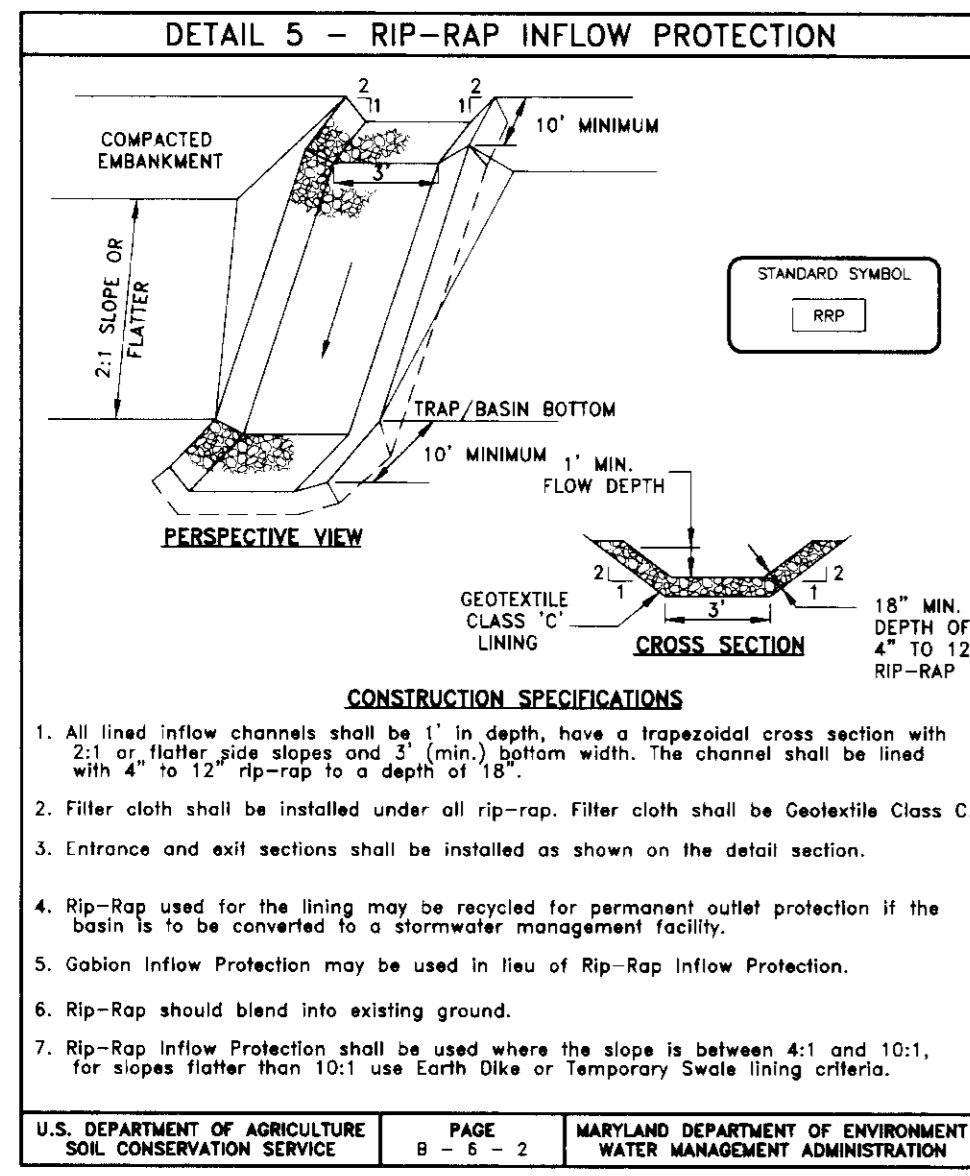 DETAIL 5 – RIP–RAP INFLOW PROTECTION
2
1
2
1
10' MINIMUM
COMPACTED
EMBANKMENT
3'
2:1 SLOPE OR
FLATTER
STANDARD SYMBOL
RRP
TRAP/BASIN BOTTOM
10' MINIMUM
1' MIN.
FLOW DEPTH
PERSPECTIVE VIEW
2
1
2
1
GEOTEXTILE
CLASS 'C'
LINING
3'
CROSS SECTION
18" MIN.
DEPTH OF
4" TO 12
RIP–RAP
CONSTRUCTION SPECIFICATIONS
1. All lined inflow channels shall be 1' in depth, have a trapezoidal cross section with
2:1 or flatter side slopes and 3' (min.) bottom width. The channel shall be lined
with 4" to 12" rip–rap to a depth of 18".
2. Filter cloth shall be installed under all rip–rap. Filter cloth shall be Geotextile Class C.
3. Entrance and exit sections shall be installed as shown on the detail section.
4. Rip–Rap used for the lining may be recycled for permanent outlet protection if the
basin is to be converted to a stormwater management facility.
5. Gabion Inflow Protection may be used in lieu of Rip–Rap Inflow Protection.
6. Rip–Rap should blend into existing ground.
7. Rip–Rap Inflow Protection shall be used where the slope is between 4:1 and 10:1,
for slopes flatter than 10:1 use Earth Dike or Temporary Swale lining criteria.
U.S. DEPARTMENT OF AGRICULTURE
SOIL CONSERVATION SERVICE
PAGE
B – 6 – 2
MARYLAND DEPARTMENT OF ENVIRONMENT
WATER MANAGEMENT ADMINISTRATION